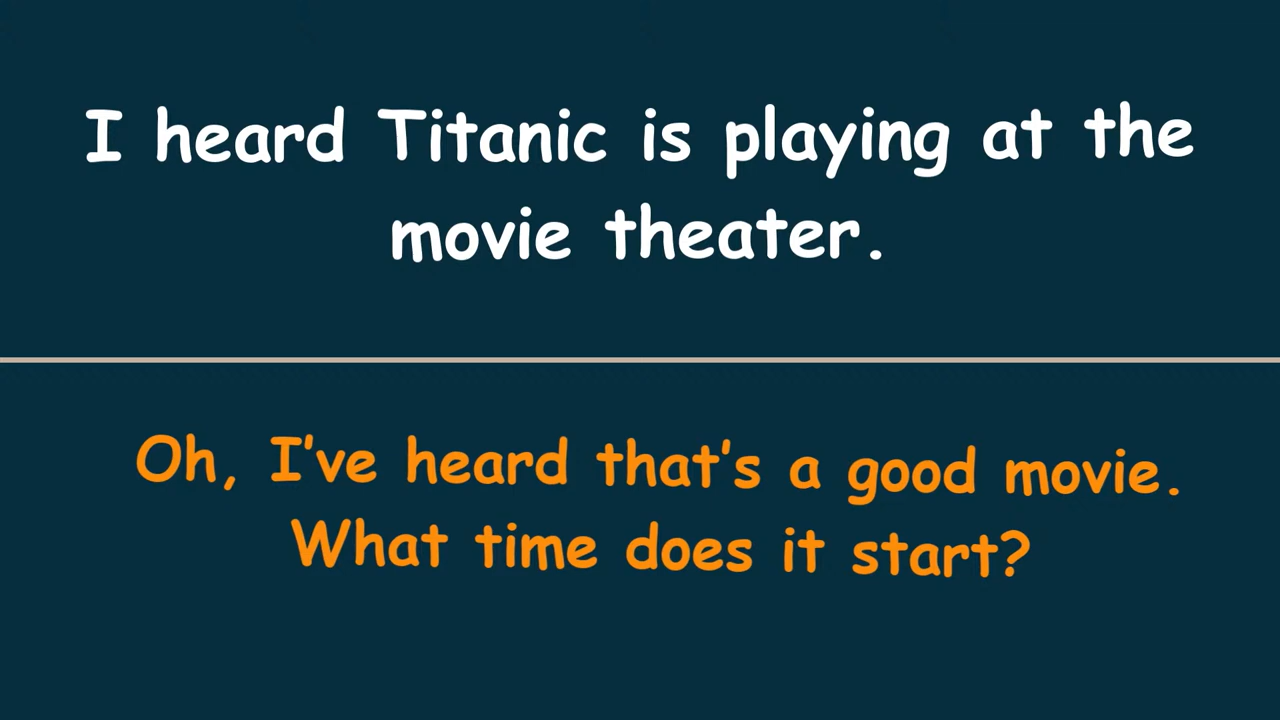 I heard Titanic is playing at the
movie theater.
Oh, I've heard that's a good movie.
What time does it start?